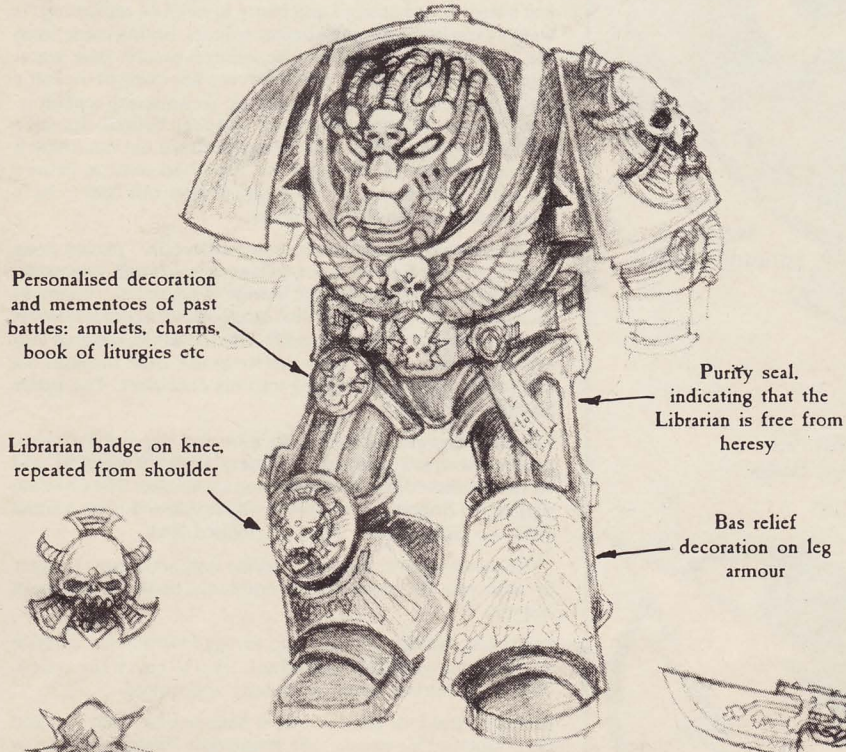 Personalised decoration
and mementoes of past
battles: amulets, charms,
book of liturgies etc
Librarian badge on knee,
repeated from shoulder
Purity seal,
indicating that the
Librarian is free from
heresy
Bas relief
decoration on leg
armour